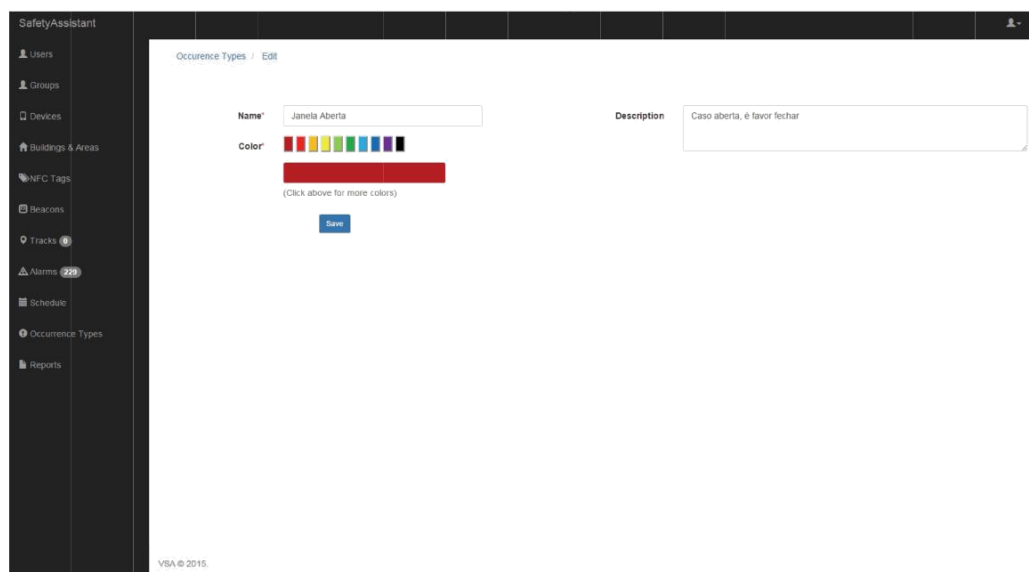 SafetyAssistant
Users
Groups
Devices
Buildings & Areas
NFC Tags
Beacons
Tracks 0
Alarms 229
Schedule
Occurrence Types
Reports
Occurence Types / Edit
Name*
Janela Aberta
Color*
(Click above for more colors)
Save
Description
Caso aberta, é favor fechar
VSA © 2015.